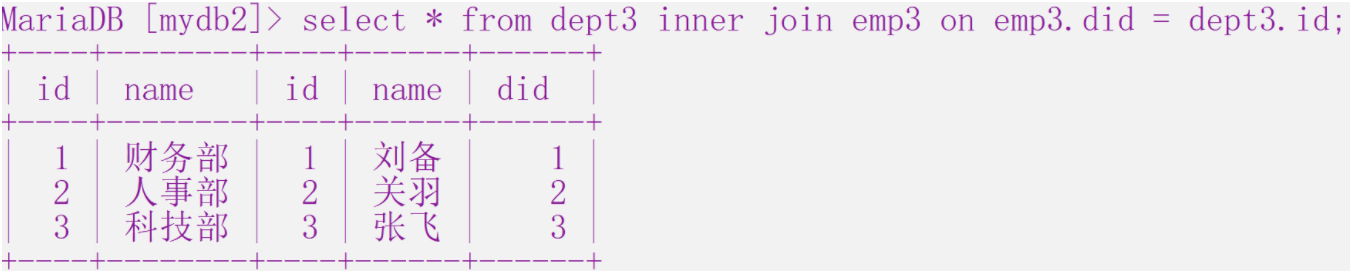 MariaDB [mydb2]> select * from dept3 inner join emp3 on emp3.did = dept3.id;
+----+--------+----+------+------+
| id | name | id | name | did |
+----+--------+----+------+------+
| 1 | 财务部 | 1 | 刘备 | 1 |
| 2 | 人事部 | 2 | 关羽 | 2 |
| 3 | 科技部 | 3 | 张飞 | 3 |
+----+--------+----+------+------+